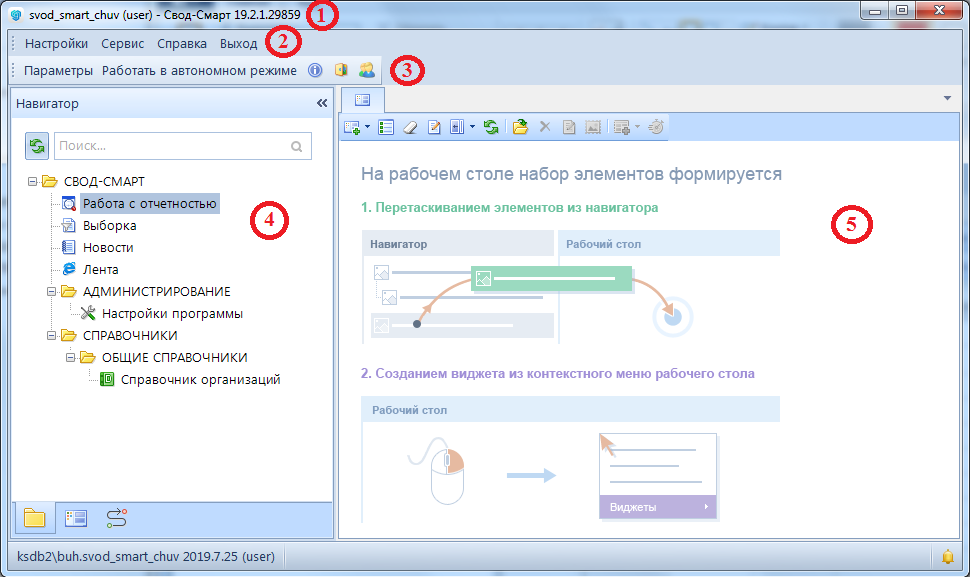 svod_smart_chuv (user) - Свод-Смарт 19.2.1.29859
1
Настройки Сервис Справка Выход
2
Параметры Работать в автономном режиме
3
Навигатор
Поиск...
СВОД-СМАРТ
Работа с отчетностью
Выборка
Новости
Лента
АДМИНИСТРИРОВАНИЕ
Настройки программы
СПРАВОЧНИКИ
ОБЩИЕ СПРАВОЧНИКИ
Справочник организаций
4
На рабочем столе набор элементов формируется
1. Перетаскиванием элементов из навигатора
5
Навигатор Рабочий стол
2. Созданием виджета из контекстного меню рабочего стола
Рабочий стол
Виджеты
ksdb2\buh.svod_smart_chuv 2019.7.25 (user)